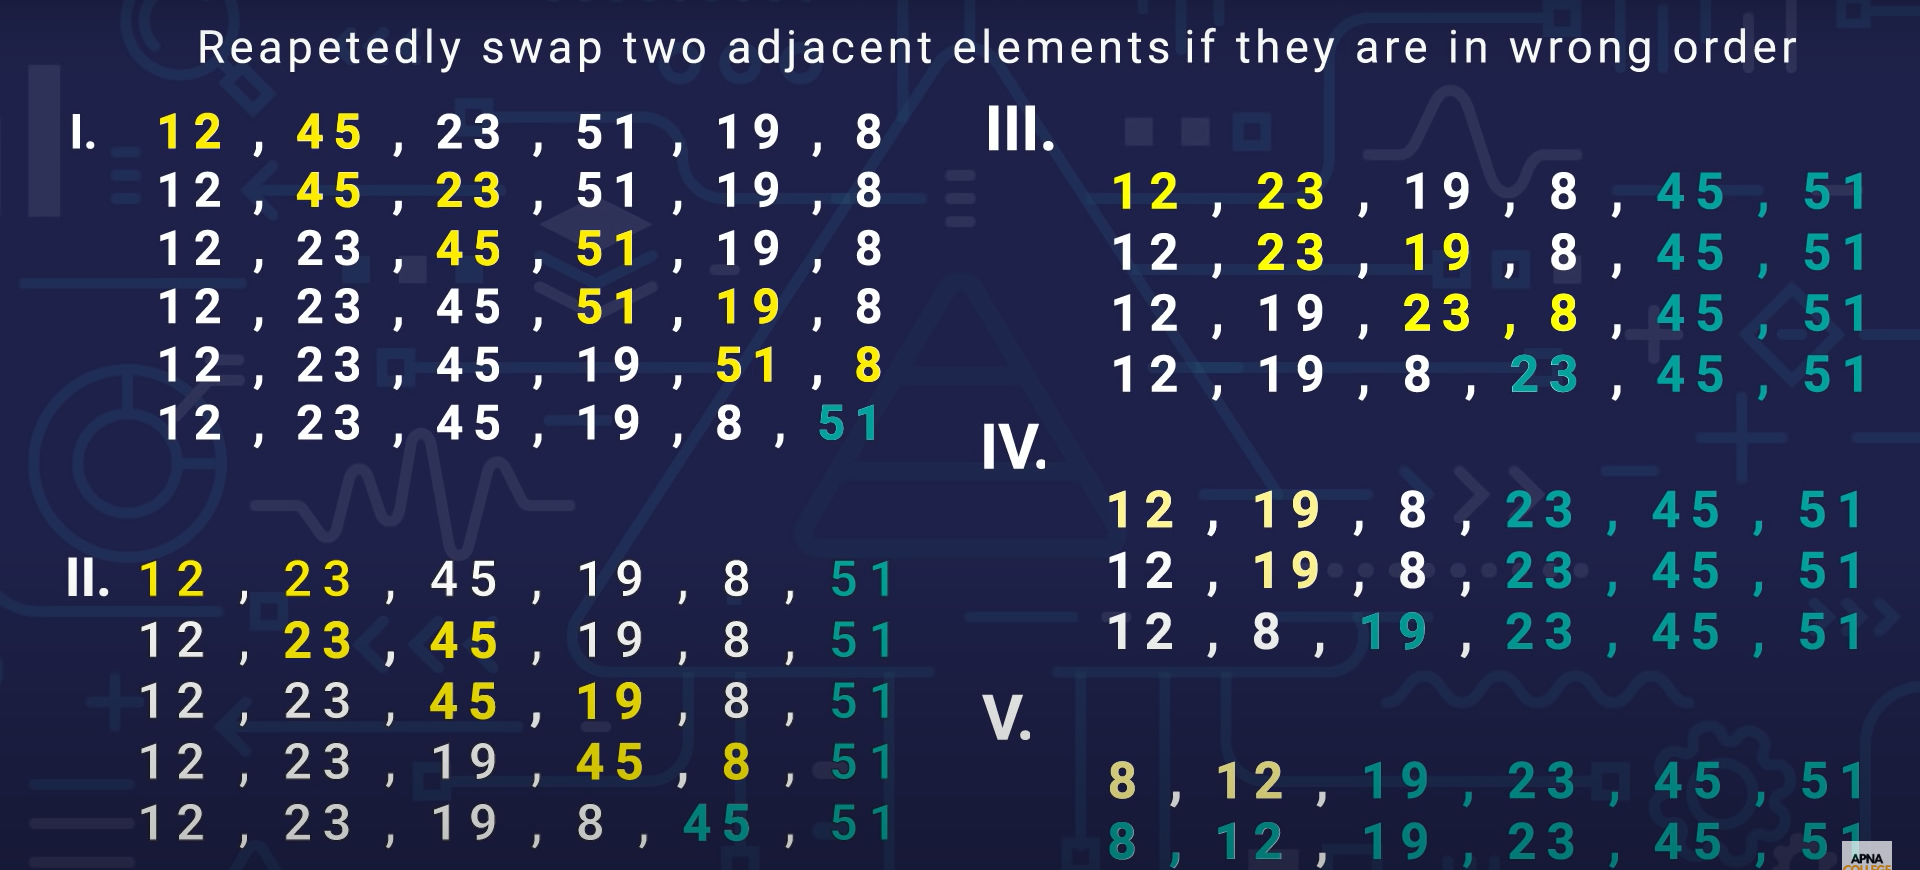 Reapetedly swap two adjacent elements if they are in wrong order
I. 12 , 45 , 23 , 51 , 19 , 8
12 , 45 , 23 , 51 , 19 , 8
12 , 23 , 45 , 51 , 19 , 8
12 , 23 , 45 , 51 , 19 , 8
12 , 23 , 45 , 19 , 51 , 8
12 , 23 , 45 , 19 , 8 , 51
II. 12 , 23 , 45 , 19 , 8 , 51
12 , 23 , 45 , 19 , 8 , 51
12 , 23 , 45 , 19 , 8 , 51
12 , 23 , 19 , 45 , 8 , 51
12 , 23 , 19 , 8 , 45 , 51
III.
12 , 23 , 19 , 8 , 45 , 51
12 , 23 , 19 , 8 , 45 , 51
12 , 19 , 23 , 8 , 45 , 51
12 , 19 , 8 , 23 , 45 , 51
IV.
12 , 19 , 8 , 23 , 45 , 51
12 , 19 , 8 , 23 , 45 , 51
12 , 8 , 19 , 23 , 45 , 51
V.
8 , 12 , 19 , 23 , 45 , 51
8 , 12 , 19 , 23 , 45 , 51
APNA
COLLEGE